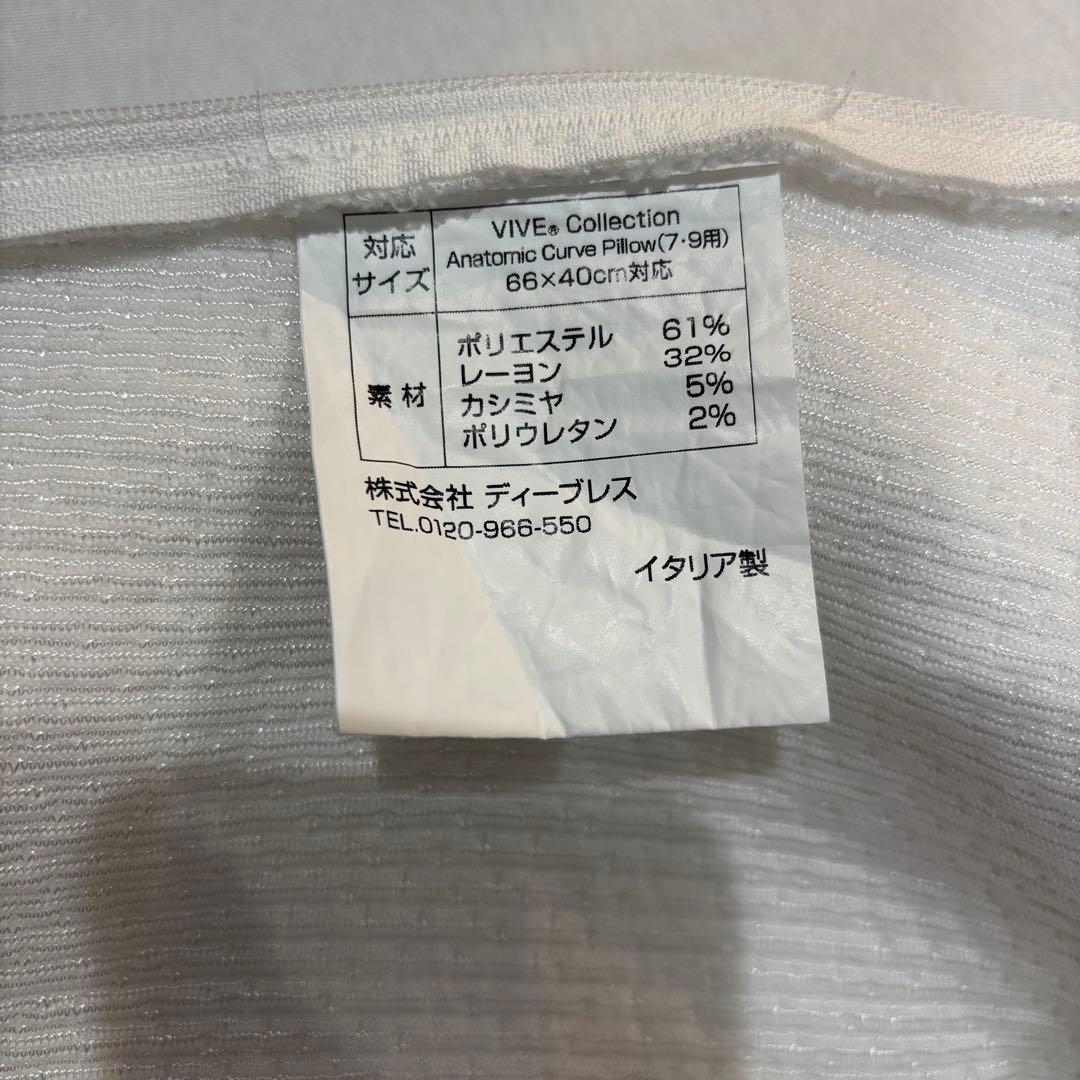 対応
サイズ
VIVE® Collection
Anatomic Curve Pillow(7・9用)
66×40cm対応
素材
ポリエステル 61%
レーヨン 32%
カシミヤ 5%
ポリウレタン 2%
株式会社 ディーブレス
TEL.0120-966-550
イタリア製